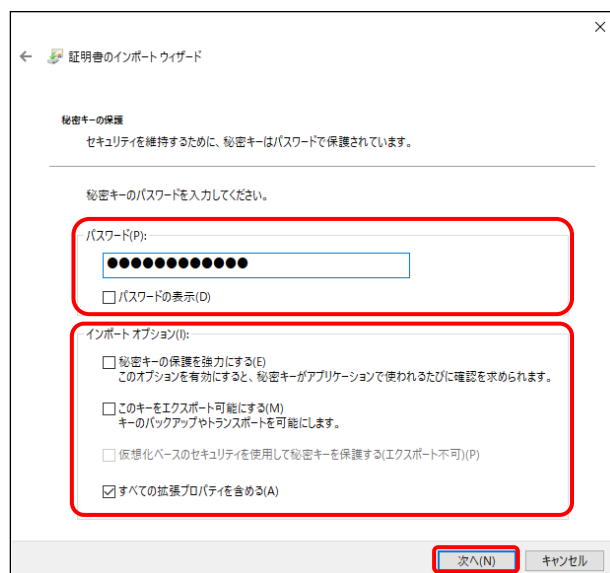 証明書のインポート ウィザード
秘密キーの保護
セキュリティを維持するために、秘密キーはパスワードで保護されています。
秘密キーのパスワードを入力してください。
パスワード(P):
●●●●●●●●●●●●
パスワードの表示(D)
インポート オプション(I):
秘密キーの保護を強力にする(E)
このオプションを有効にすると、秘密キーがアプリケーションで使われるたびに確認を求められます。
このキーをエクスポート可能にする(M)
キーのバックアップやトランスポートを可能にします。
仮想化ベースのセキュリティを使用して秘密キーを保護する(エクスポート不可)(P)
すべての拡張プロパティを含める(A)
次へ(N)
キャンセル